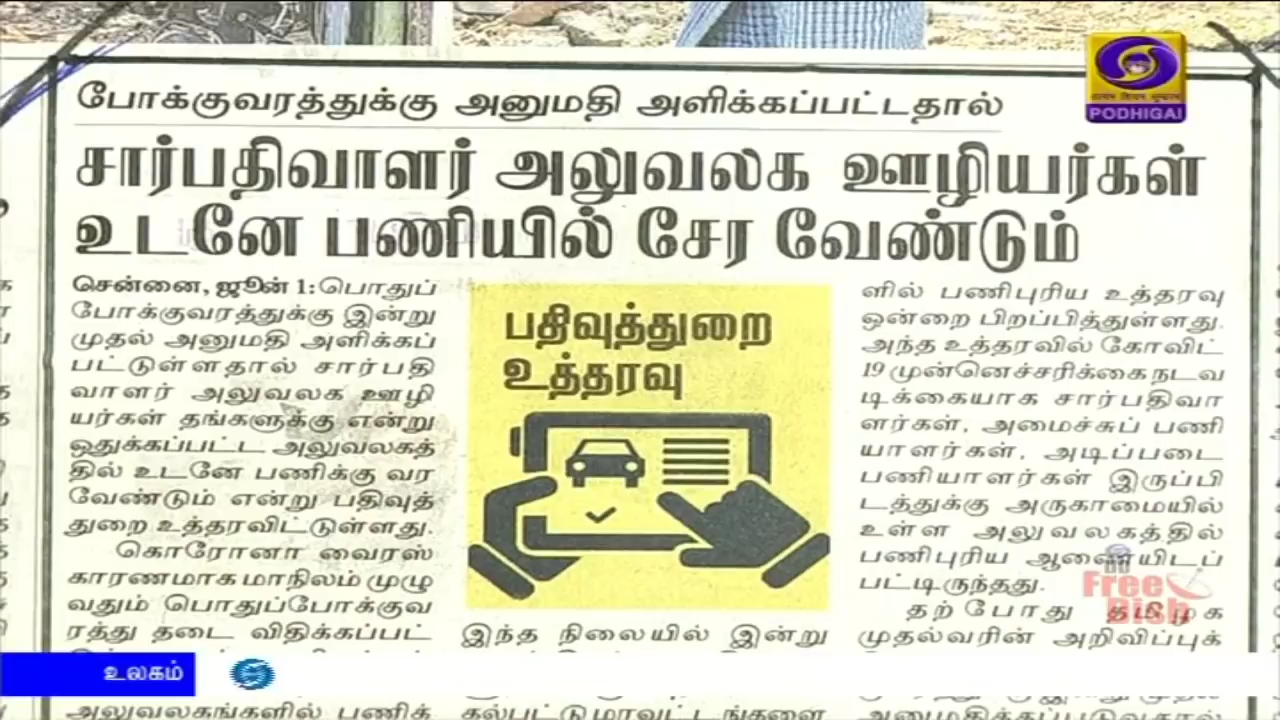 போக்குவரத்துக்கு அனுமதி அளிக்கப்பட்டதால்
சார்பதிவாளர் அலுவலக ஊழியர்கள்
உடனே பணியில் சேர வேண்டும்
சென்னை, ஜூன் 1: பொதுப்
போக்குவரத்துக்கு இன்று
முதல் அனுமதி அளிக்கப்
பட்டுள்ளதால் சார்பதி
வாளர் அலுவலக ஊழி
யர்கள் தங்களுக்கு என்று
ஒதுக்கப்பட்ட அலுவலகத்
தில் உடனே பணிக்கு வர
வேண்டும் என்று பதிவுத்
துறை உத்தரவிட்டுள்ளது.
கொரோனா வைரஸ்
காரணமாக மாநிலம் முழு
வதும் பொதுப்போக்குவ
ரத்து தடை விதிக்கப்பட்
அலுவலகங்களில் பணிக்
பதிவுத்துறை
உத்தரவு
இந்த நிலையில் இன்று
கல்பட்டு மாவட்டங்களை
ளில் பணிபுரிய உத்தரவு
ஒன்றை பிறப்பித்துள்ளது.
அந்த உத்தரவில் கோவிட்
19 முன்னெச்சரிக்கை நடவ
டிக்கையாக சார்பதிவா
ளர்கள், அமைச்சுப் பணி
யாளர்கள், அடிப்படை
பணியாளர்கள் இருப்பி
டத்துக்கு அருகாமையில்
உள்ள அலுவலகத்தில்
பணிபுரிய ஆணையிடப்
பட்டிருந்தது.
தற்போது தமிழக
முதல்வரின் அறிவிப்புக்
PODHIGAI
DD
Free
Dish
உலகம்